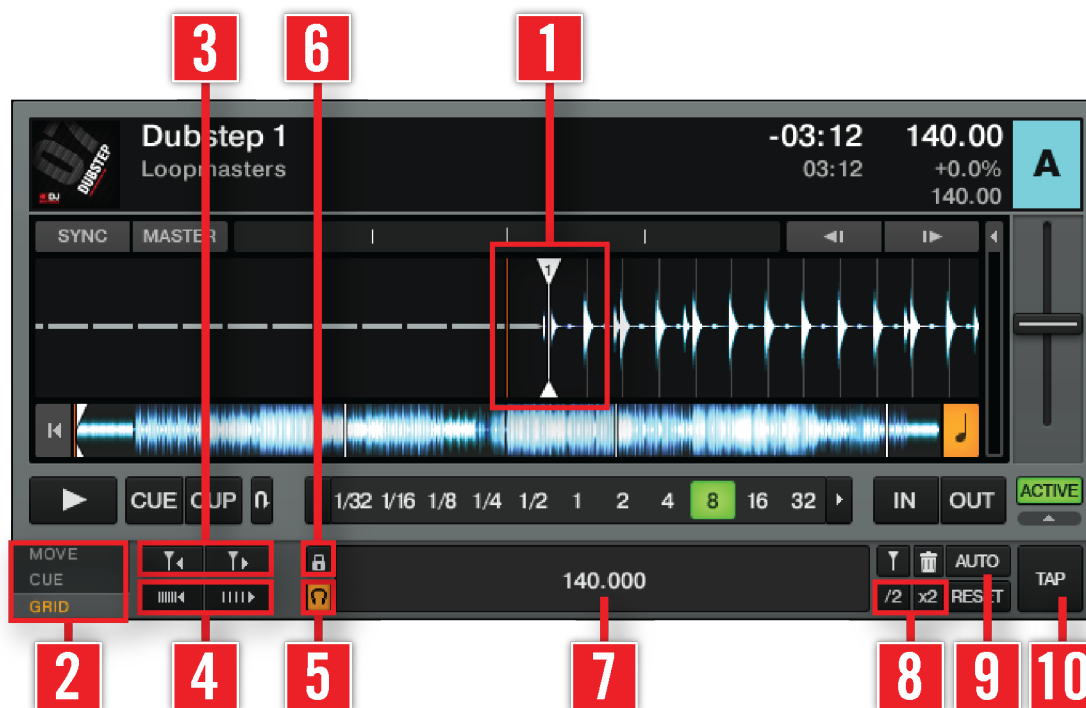 3 6 1
Dubstep 1 -03:12 140.00 A
Loopmasters 03:12 +0.0%
140.00
DJ DUBSTEP
SYNC MASTER
1
CUE CUP 1/32 1/16 1/8 1/4 1/2 1 2 4 8 16 32 IN OUT ACTIVE
MOVE
CUE
GRID
140.000
AUTO
/2 x2 RESET
TAP
2 4 5 7 8 9 10